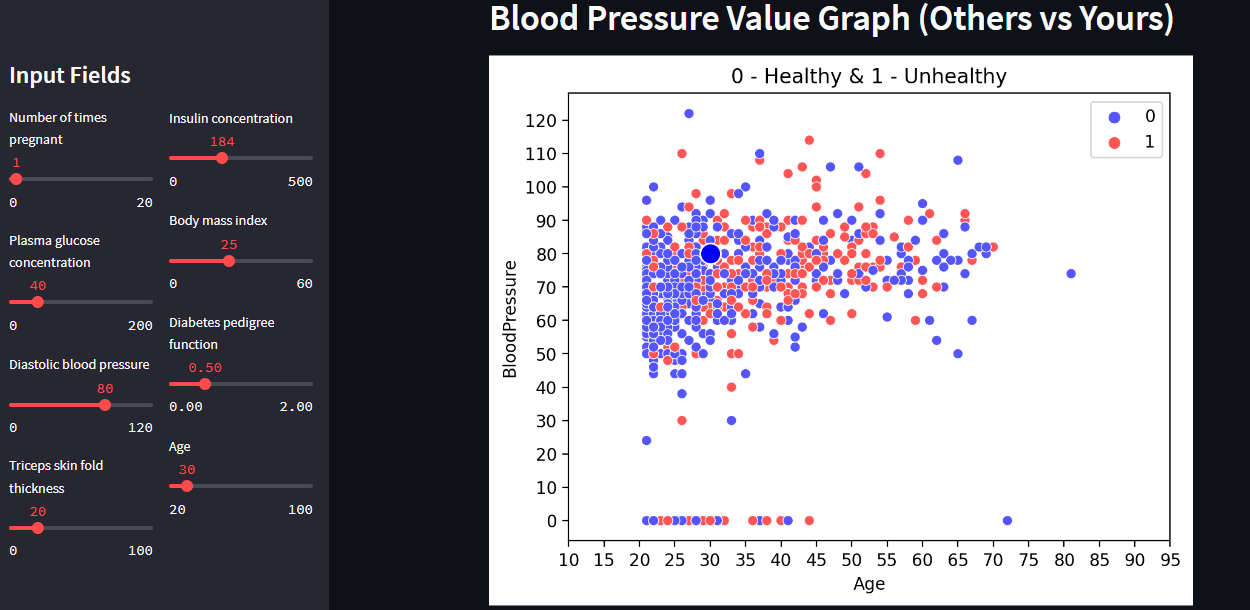 Blood Pressure Value Graph (Others vs Yours)
Input Fields
Number of times
pregnant
1
0 20
Plasma glucose
concentration
40
0 200
Diastolic blood pressure
80
0 120
Triceps skin fold
thickness
20
0 100
Insulin concentration
184
0 500
Body mass index
25
0 60
Diabetes pedigree
function
0.50
0.00 2.00
Age
30
20 100
0 - Healthy & 1 - Unhealthy
0
1
BloodPressure
120
110
100
90
80
70
60
50
40
30
20
10
0
10 15 20 25 30 35 40 45 50 55 60 65 70 75 80 85 90 95
Age